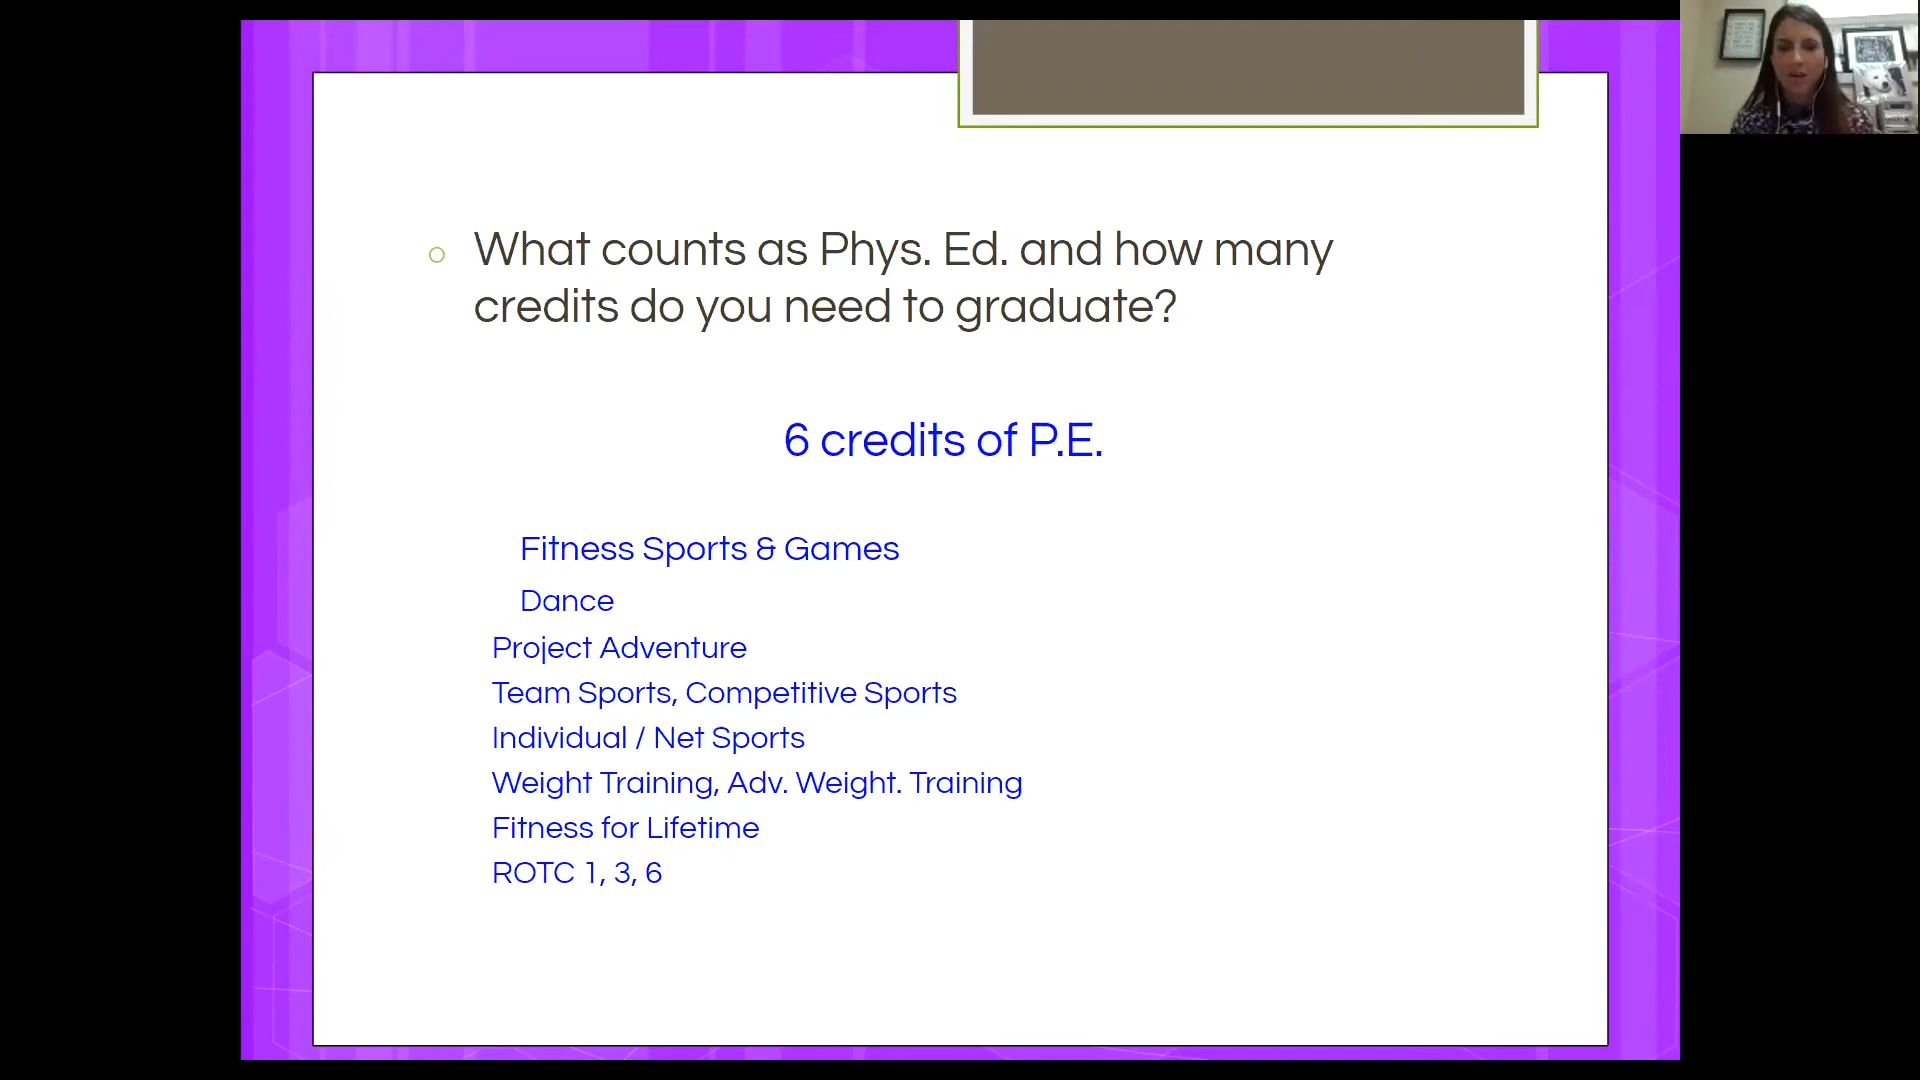 What counts as Phys. Ed. and how many
credits do you need to graduate?
6 credits of P.E.
Fitness Sports & Games
Dance
Project Adventure
Team Sports, Competitive Sports
Individual / Net Sports
Weight Training, Adv. Weight. Training
Fitness for Lifetime
ROTC 1, 3, 6